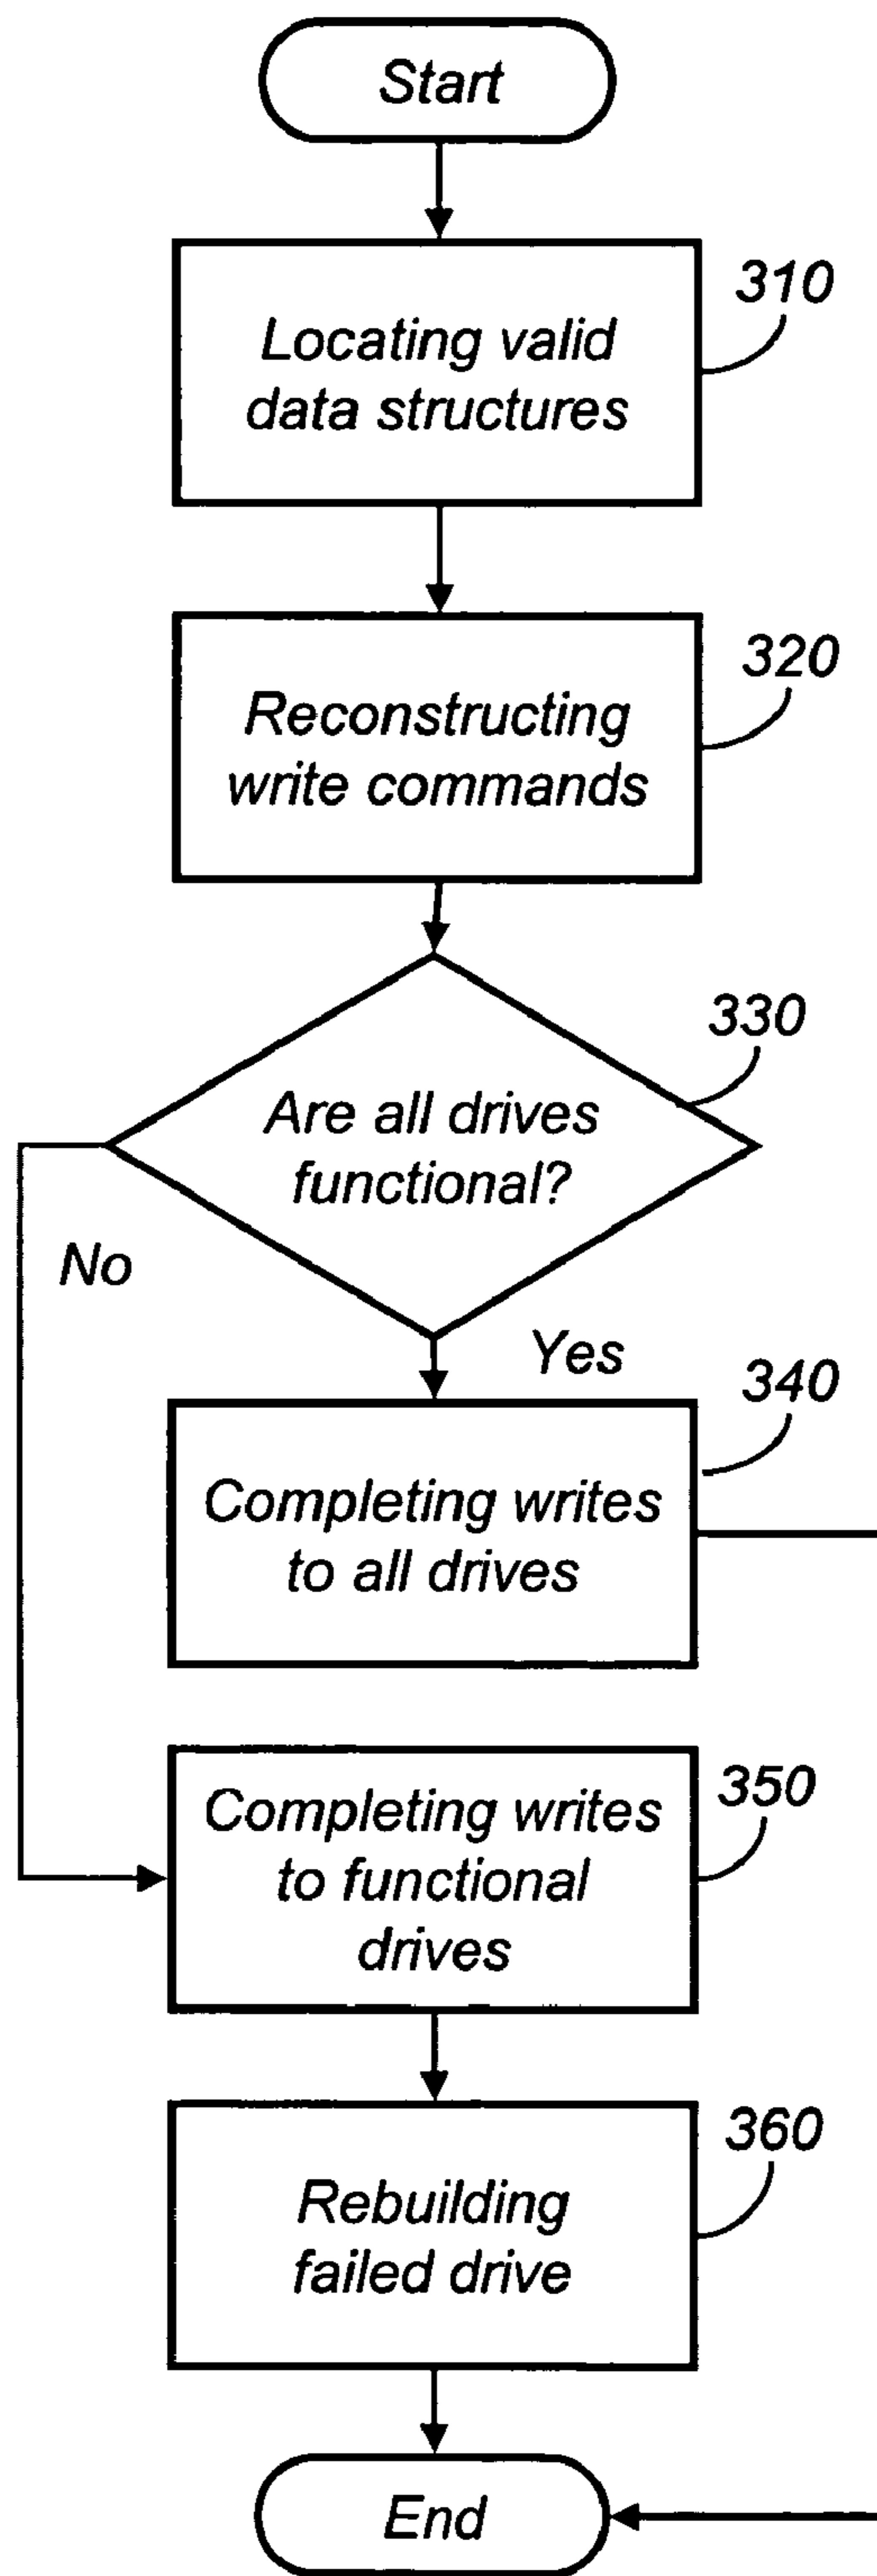 Start
310
Locating valid
data structures
320
Reconstructing
write commands
330
Are all drives
functional?
No
Yes
340
Completing writes
to all drives
350
Completing writes
to functional
drives
360
Rebuilding
failed drive
End